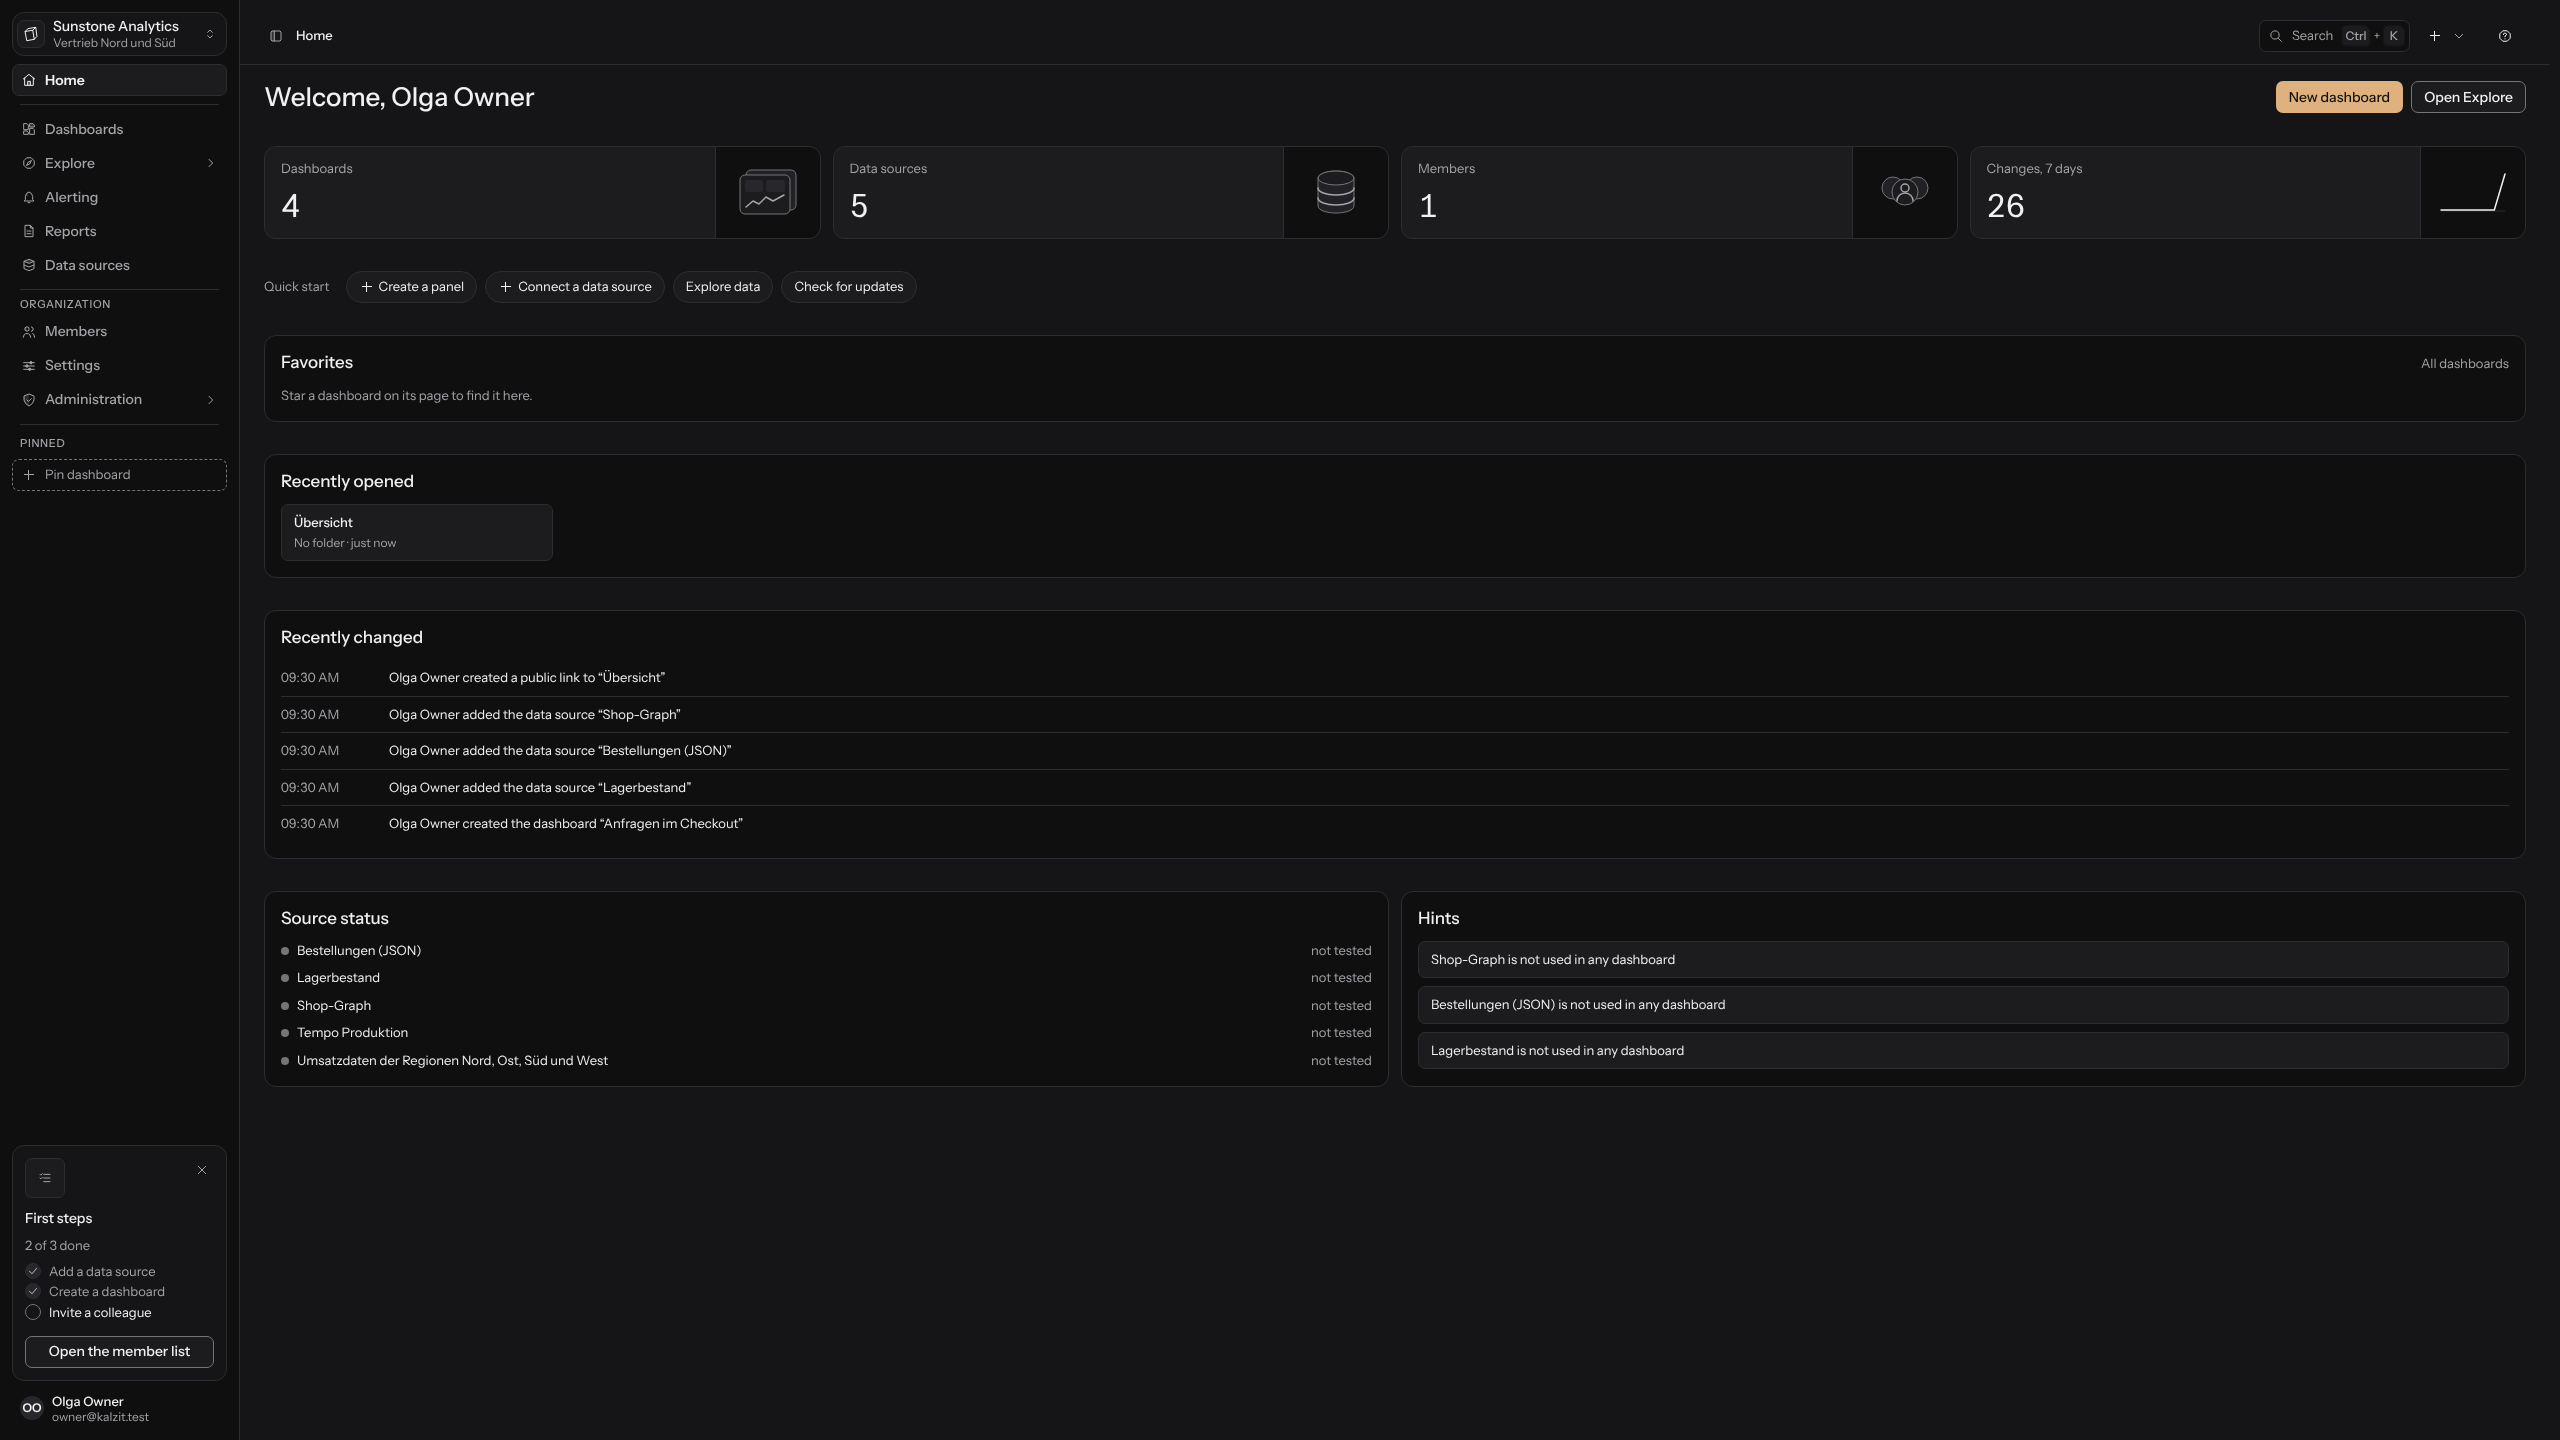 Sunstone Analytics
Vertrieb Nord und Süd
Home
Dashboards
Explore
Alerting
Reports
Data sources
ORGANIZATION
Members
Settings
Administration
PINNED
Pin dashboard
First steps
2 of 3 done
Add a data source
Create a dashboard
Invite a colleague
Open the member list
OO
Olga Owner
owner@kalzit.test
Home
Search Ctrl + K
Welcome, Olga Owner
New dashboard
Open Explore
Dashboards
4
Data sources
5
Members
1
Changes, 7 days
26
Quick start
Create a panel
Connect a data source
Explore data
Check for updates
Favorites
All dashboards
Star a dashboard on its page to find it here.
Recently opened
Übersicht
No folder · just now
Recently changed
09:30 AM Olga Owner created a public link to “Übersicht”
09:30 AM Olga Owner added the data source “Shop-Graph”
09:30 AM Olga Owner added the data source “Bestellungen (JSON)”
09:30 AM Olga Owner added the data source “Lagerbestand”
09:30 AM Olga Owner created the dashboard “Anfragen im Checkout”
Source status
Bestellungen (JSON) not tested
Lagerbestand not tested
Shop-Graph not tested
Tempo Produktion not tested
Umsatzdaten der Regionen Nord, Ost, Süd und West not tested
Hints
Shop-Graph is not used in any dashboard
Bestellungen (JSON) is not used in any dashboard
Lagerbestand is not used in any dashboard